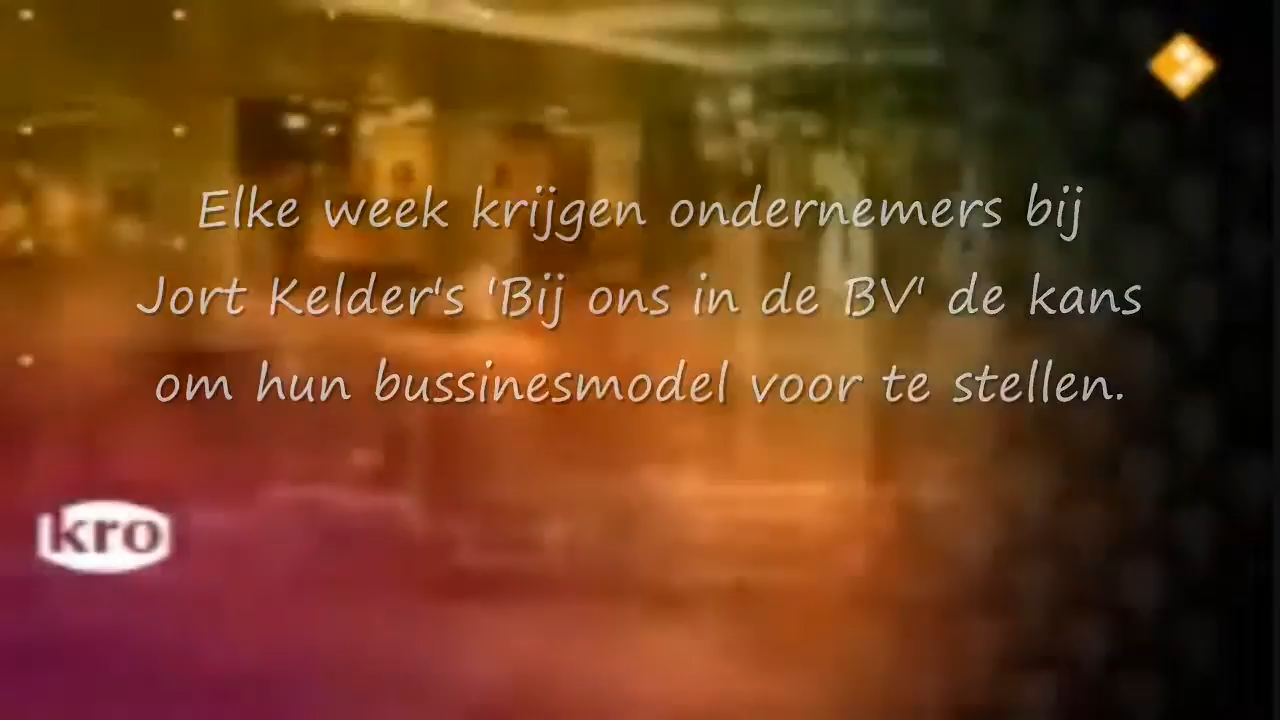 Elke week krijgen ondernemers bij
Jort Kelder's 'Bij ons in de BV' de kans
om hun bussinesmodel voor te stellen.
kro